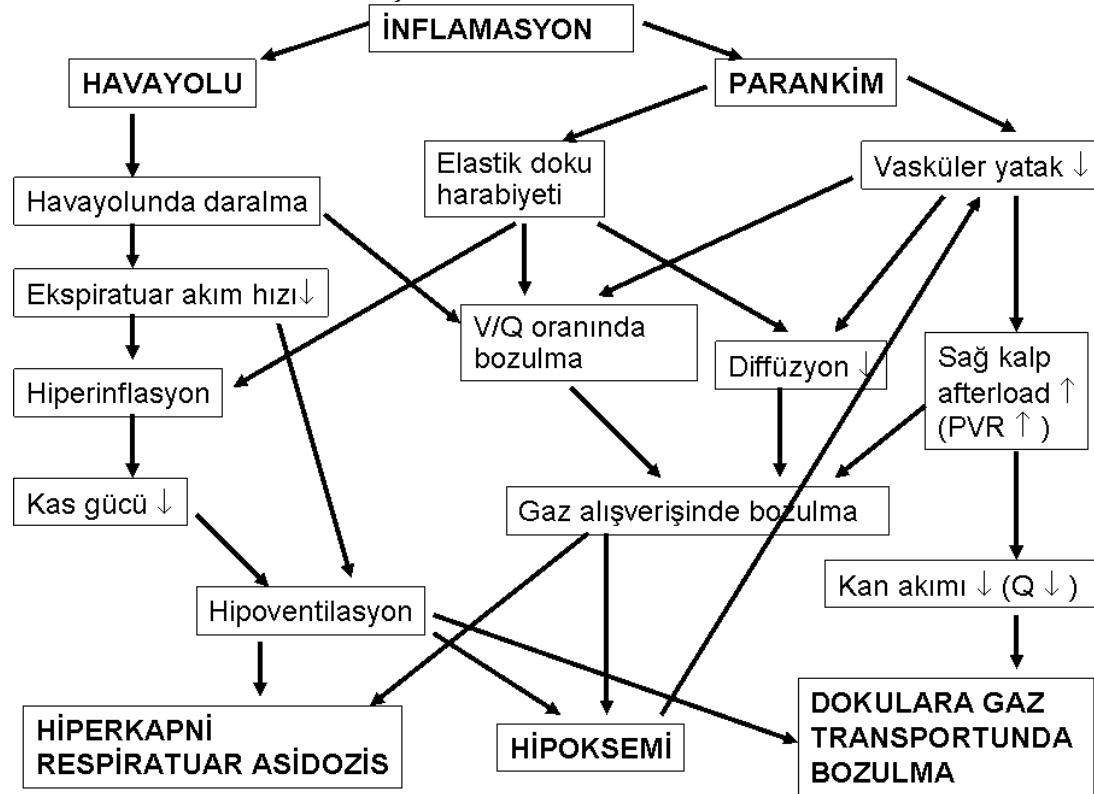 İNFLAMASYON
HAVAYOLU
PARANKİM
Elastik doku
harabiyeti
Vasküler yatak ↓
Havayolunda daralma
Ekspiratuar akım hızı↓
V/Q oranında
bozulma
Diffüzyon ↓
Sağ kalp
afterload ↑
(PVR ↑ )
Hiperinflasyon
Kas gücü ↓
Gaz alışverişinde bozulma
Kan akımı ↓ (Q ↓ )
Hipoventilasyon
HİPERKAPNİ
RESPİRATUAR ASİDOZİS
HİPOKSEMİ
DOKULARA GAZ
TRANSPORTUNDA
BOZULMA